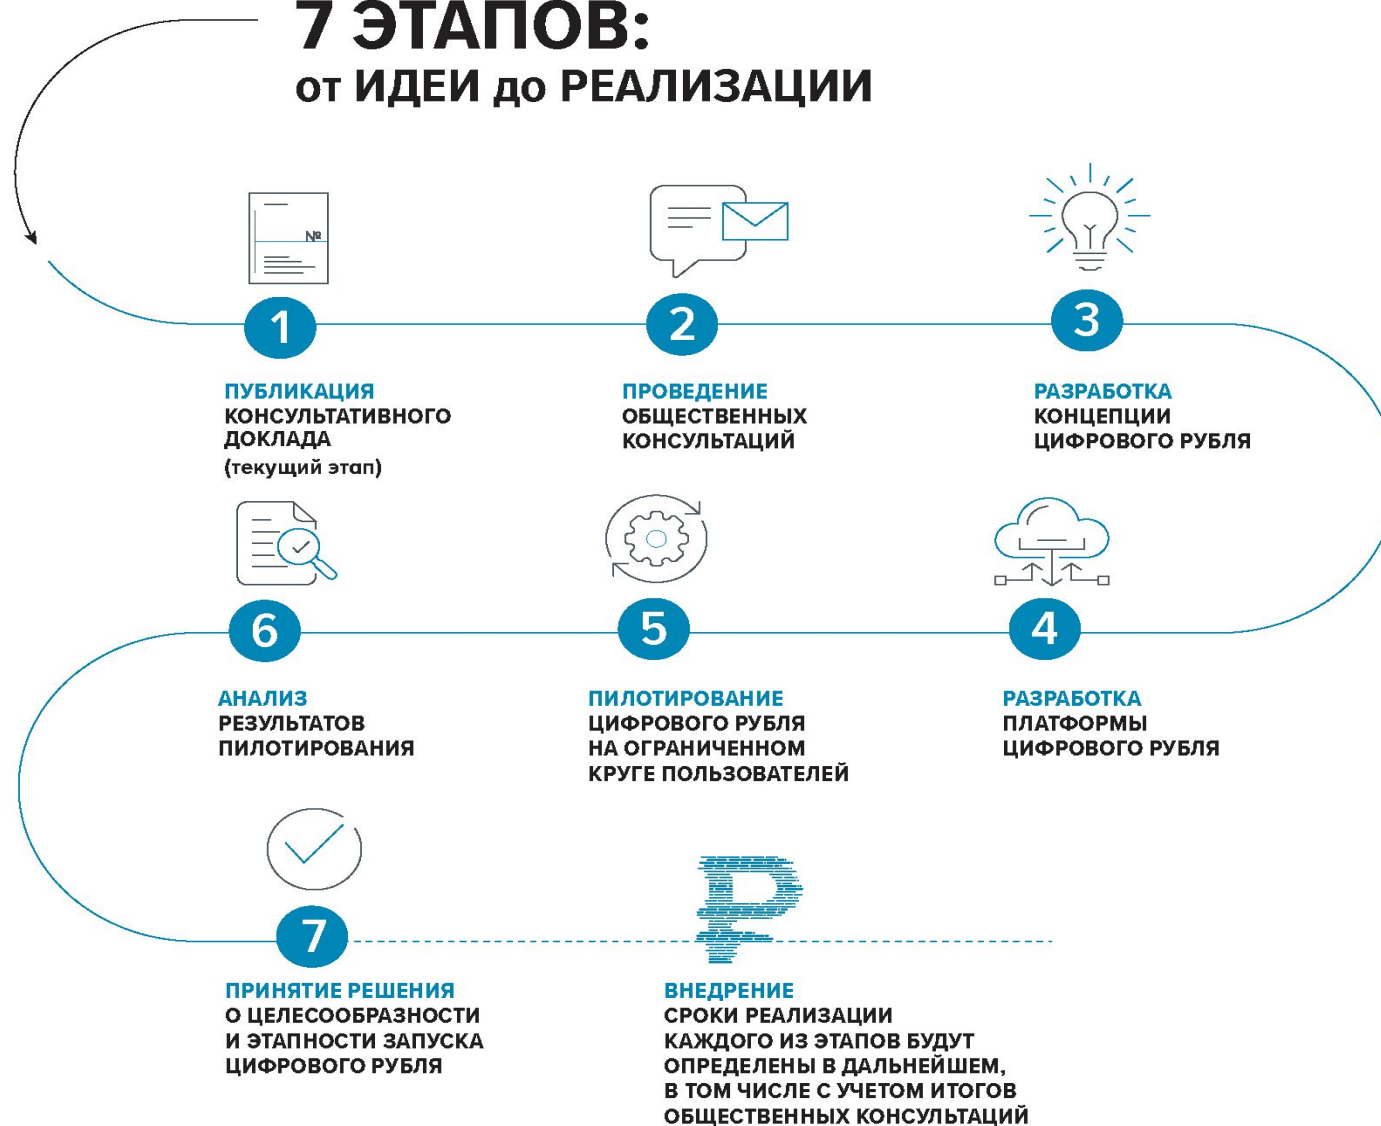 7 ЭТАПОВ:
от ИДЕИ до РЕАЛИЗАЦИИ
№
1
ПУБЛИКАЦИЯ
КОНСУЛЬТАТИВНОГО
ДОКЛАДА
(текущий этап)
2
ПРОВЕДЕНИЕ
ОБЩЕСТВЕННЫХ
КОНСУЛЬТАЦИЙ
3
РАЗРАБОТКА
КОНЦЕПЦИИ
ЦИФРОВОГО РУБЛЯ
4
РАЗРАБОТКА
ПЛАТФОРМЫ
ЦИФРОВОГО РУБЛЯ
5
ПИЛОТИРОВАНИЕ
ЦИФРОВОГО РУБЛЯ
НА ОГРАНИЧЕННОМ
КРУГЕ ПОЛЬЗОВАТЕЛЕЙ
6
АНАЛИЗ
РЕЗУЛЬТАТОВ
ПИЛОТИРОВАНИЯ
7
ПРИНЯТИЕ РЕШЕНИЯ
О ЦЕЛЕСООБРАЗНОСТИ
И ЭТАПНОСТИ ЗАПУСКА
ЦИФРОВОГО РУБЛЯ
ВНЕДРЕНИЕ
СРОКИ РЕАЛИЗАЦИИ
КАЖДОГО ИЗ ЭТАПОВ БУДУТ
ОПРЕДЕЛЕНЫ В ДАЛЬНЕЙШЕМ,
В ТОМ ЧИСЛЕ С УЧЕТОМ ИТОГОВ
ОБЩЕСТВЕННЫХ КОНСУЛЬТАЦИЙ